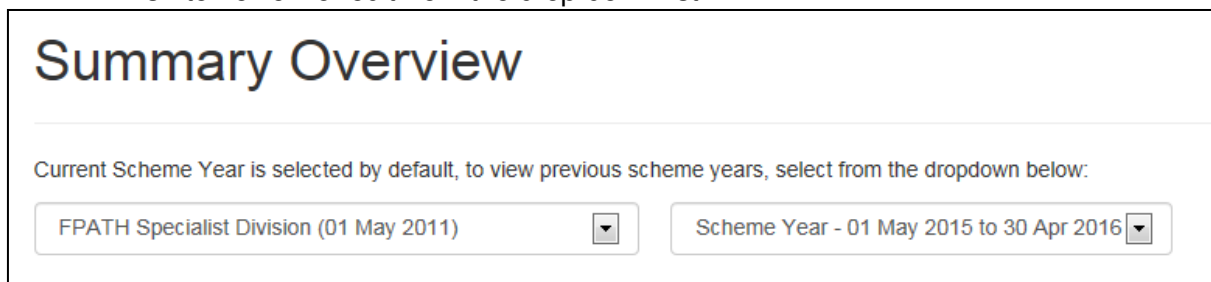 Summary Overview
Current Scheme Year is selected by default, to view previous scheme years, select from the dropdown below:
FPATH Specialist Division (01 May 2011) Scheme Year - 01 May 2015 to 30 Apr 2016